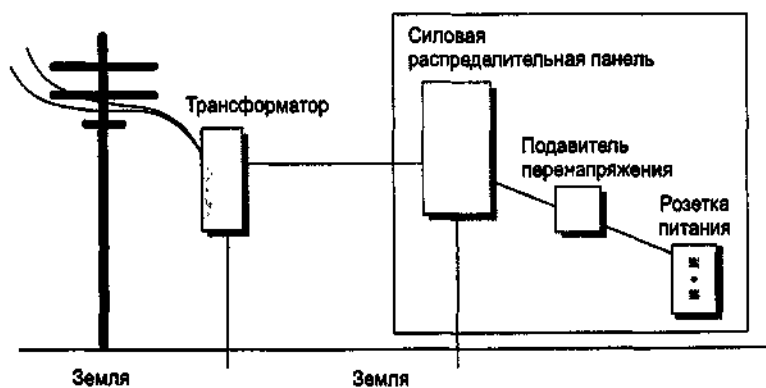 Силовая
распределительная панель
Трансформатор
Подавитель
перенапряжения
Розетка
питания
Земля
Земля